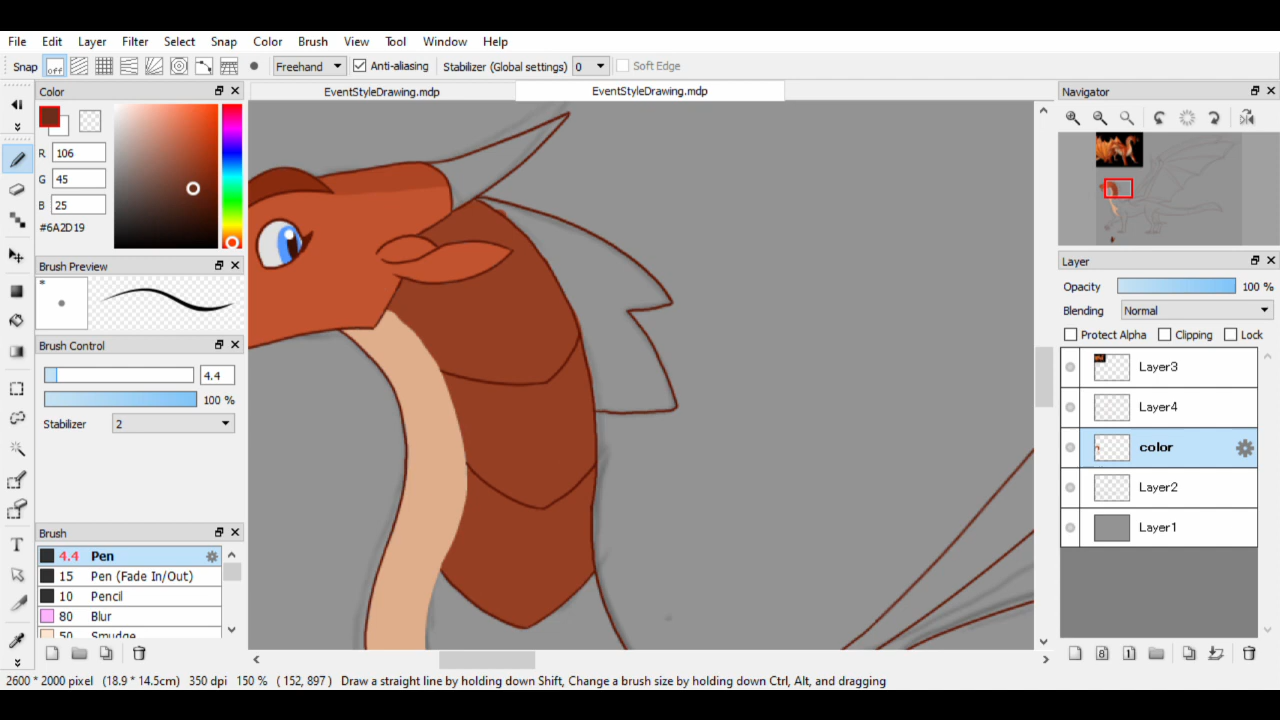 File Edit Layer Filter Select Snap Color Brush View Tool Window Help
Snap off Freehand Anti-aliasing Stabilizer (Global settings) 0 Soft Edge
Color
R 106
G 45
B 25
#6A2D19
Brush Preview
*
Brush Control
4.4
100 %
Stabilizer 2
Brush
4.4 Pen
15 Pen (Fade In/Out)
10 Pencil
80 Blur
50 Smudge
EventStyleDrawing.mdp EventStyleDrawing.mdp
Navigator
Layer
Opacity 100 %
Blending Normal
Protect Alpha Clipping Lock
Layer3
Layer4
color
Layer2
Layer1
T
8 1
2600 * 2000 pixel (18.9 * 14.5cm) 350 dpi 150 % ( 152, 897 ) Draw a straight line by holding down Shift, Change a brush size by holding down Ctrl, Alt, and dragging